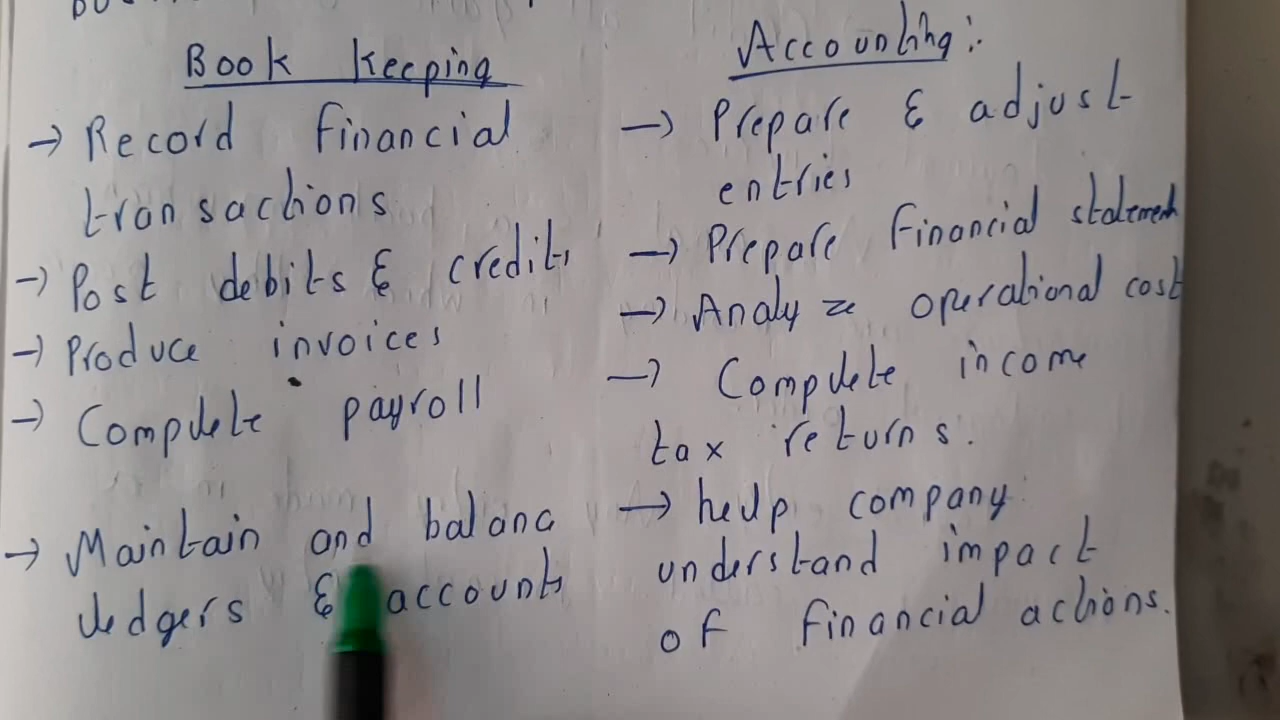 Book Keeping
→ Record financial
transactions
→ Post debits & credits
→ Produce invoices
→ Complete payroll
→ Maintain and balanc
ledgers & accounts
Accounting:
→ Prepare & adjust
entries
→ Prepare financial statement
→ Analyze operational cost
→ Complete income
tax returns.
→ help company
understand impact
of financial actions.